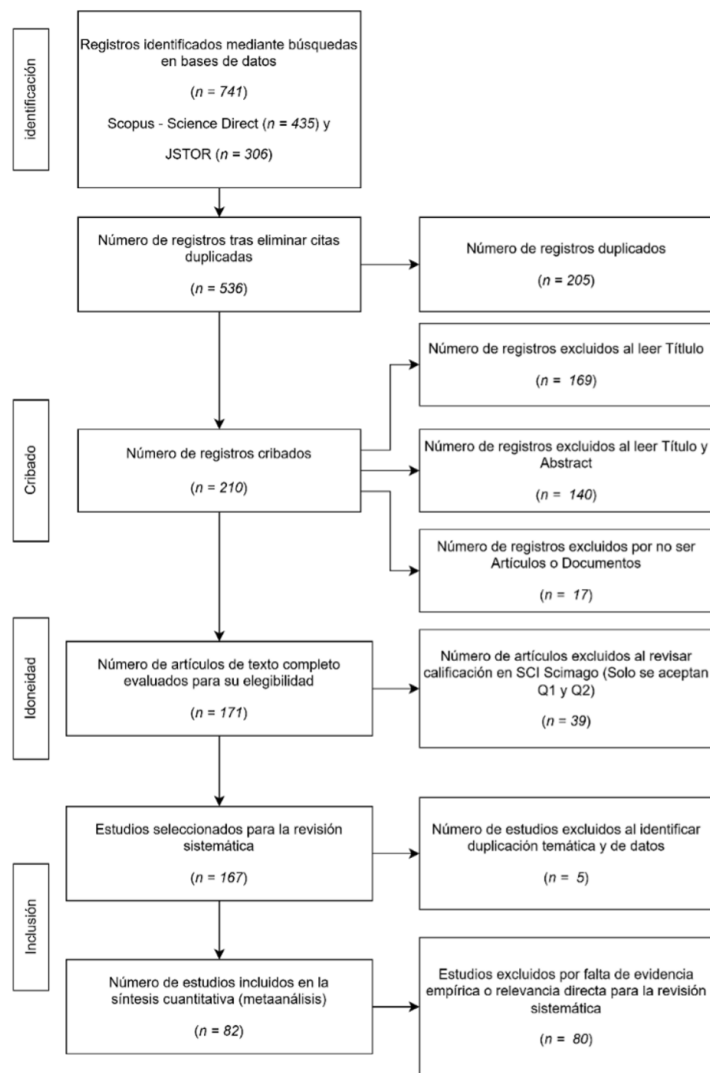 identificación
Registros identificados mediante búsquedas
en bases de datos
(n = 741)
Scopus - Science Direct (n = 435) y
JSTOR (n = 306)
Número de registros tras eliminar citas
duplicadas
(n = 536)
Número de registros duplicados
(n = 205)
Número de registros excluidos al leer Títlulo
(n = 169)
Cribado
Número de registros cribados
(n = 210)
Número de registros excluidos al leer Título y
Abstract
(n = 140)
Número de registros excluidos por no ser
Artículos o Documentos
(n = 17)
Idoneidad
Número de artículos de texto completo
evaluados para su elegibilidad
(n = 171)
Número de artículos excluidos al revisar
calificación en SCI Scimago (Solo se aceptan
Q1 y Q2)
(n = 39)
Inclusión
Estudios seleccionados para la revisión
sistemática
(n = 167)
Número de estudios excluidos al identificar
duplicación temática y de datos
(n = 5)
Número de estudios incluidos en la
síntesis cuantitativa (metaanálisis)
(n = 82)
Estudios excluidos por falta de evidencia
empírica o relevancia directa para la revisión
sistemática
(n = 80)